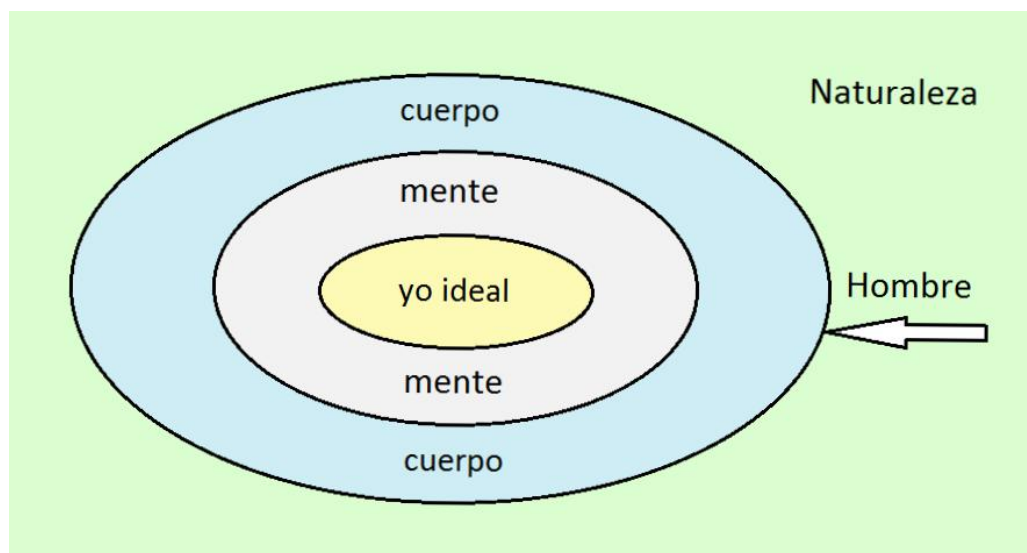 Naturaleza
cuerpo
mente
yo ideal
Hombre
mente
cuerpo